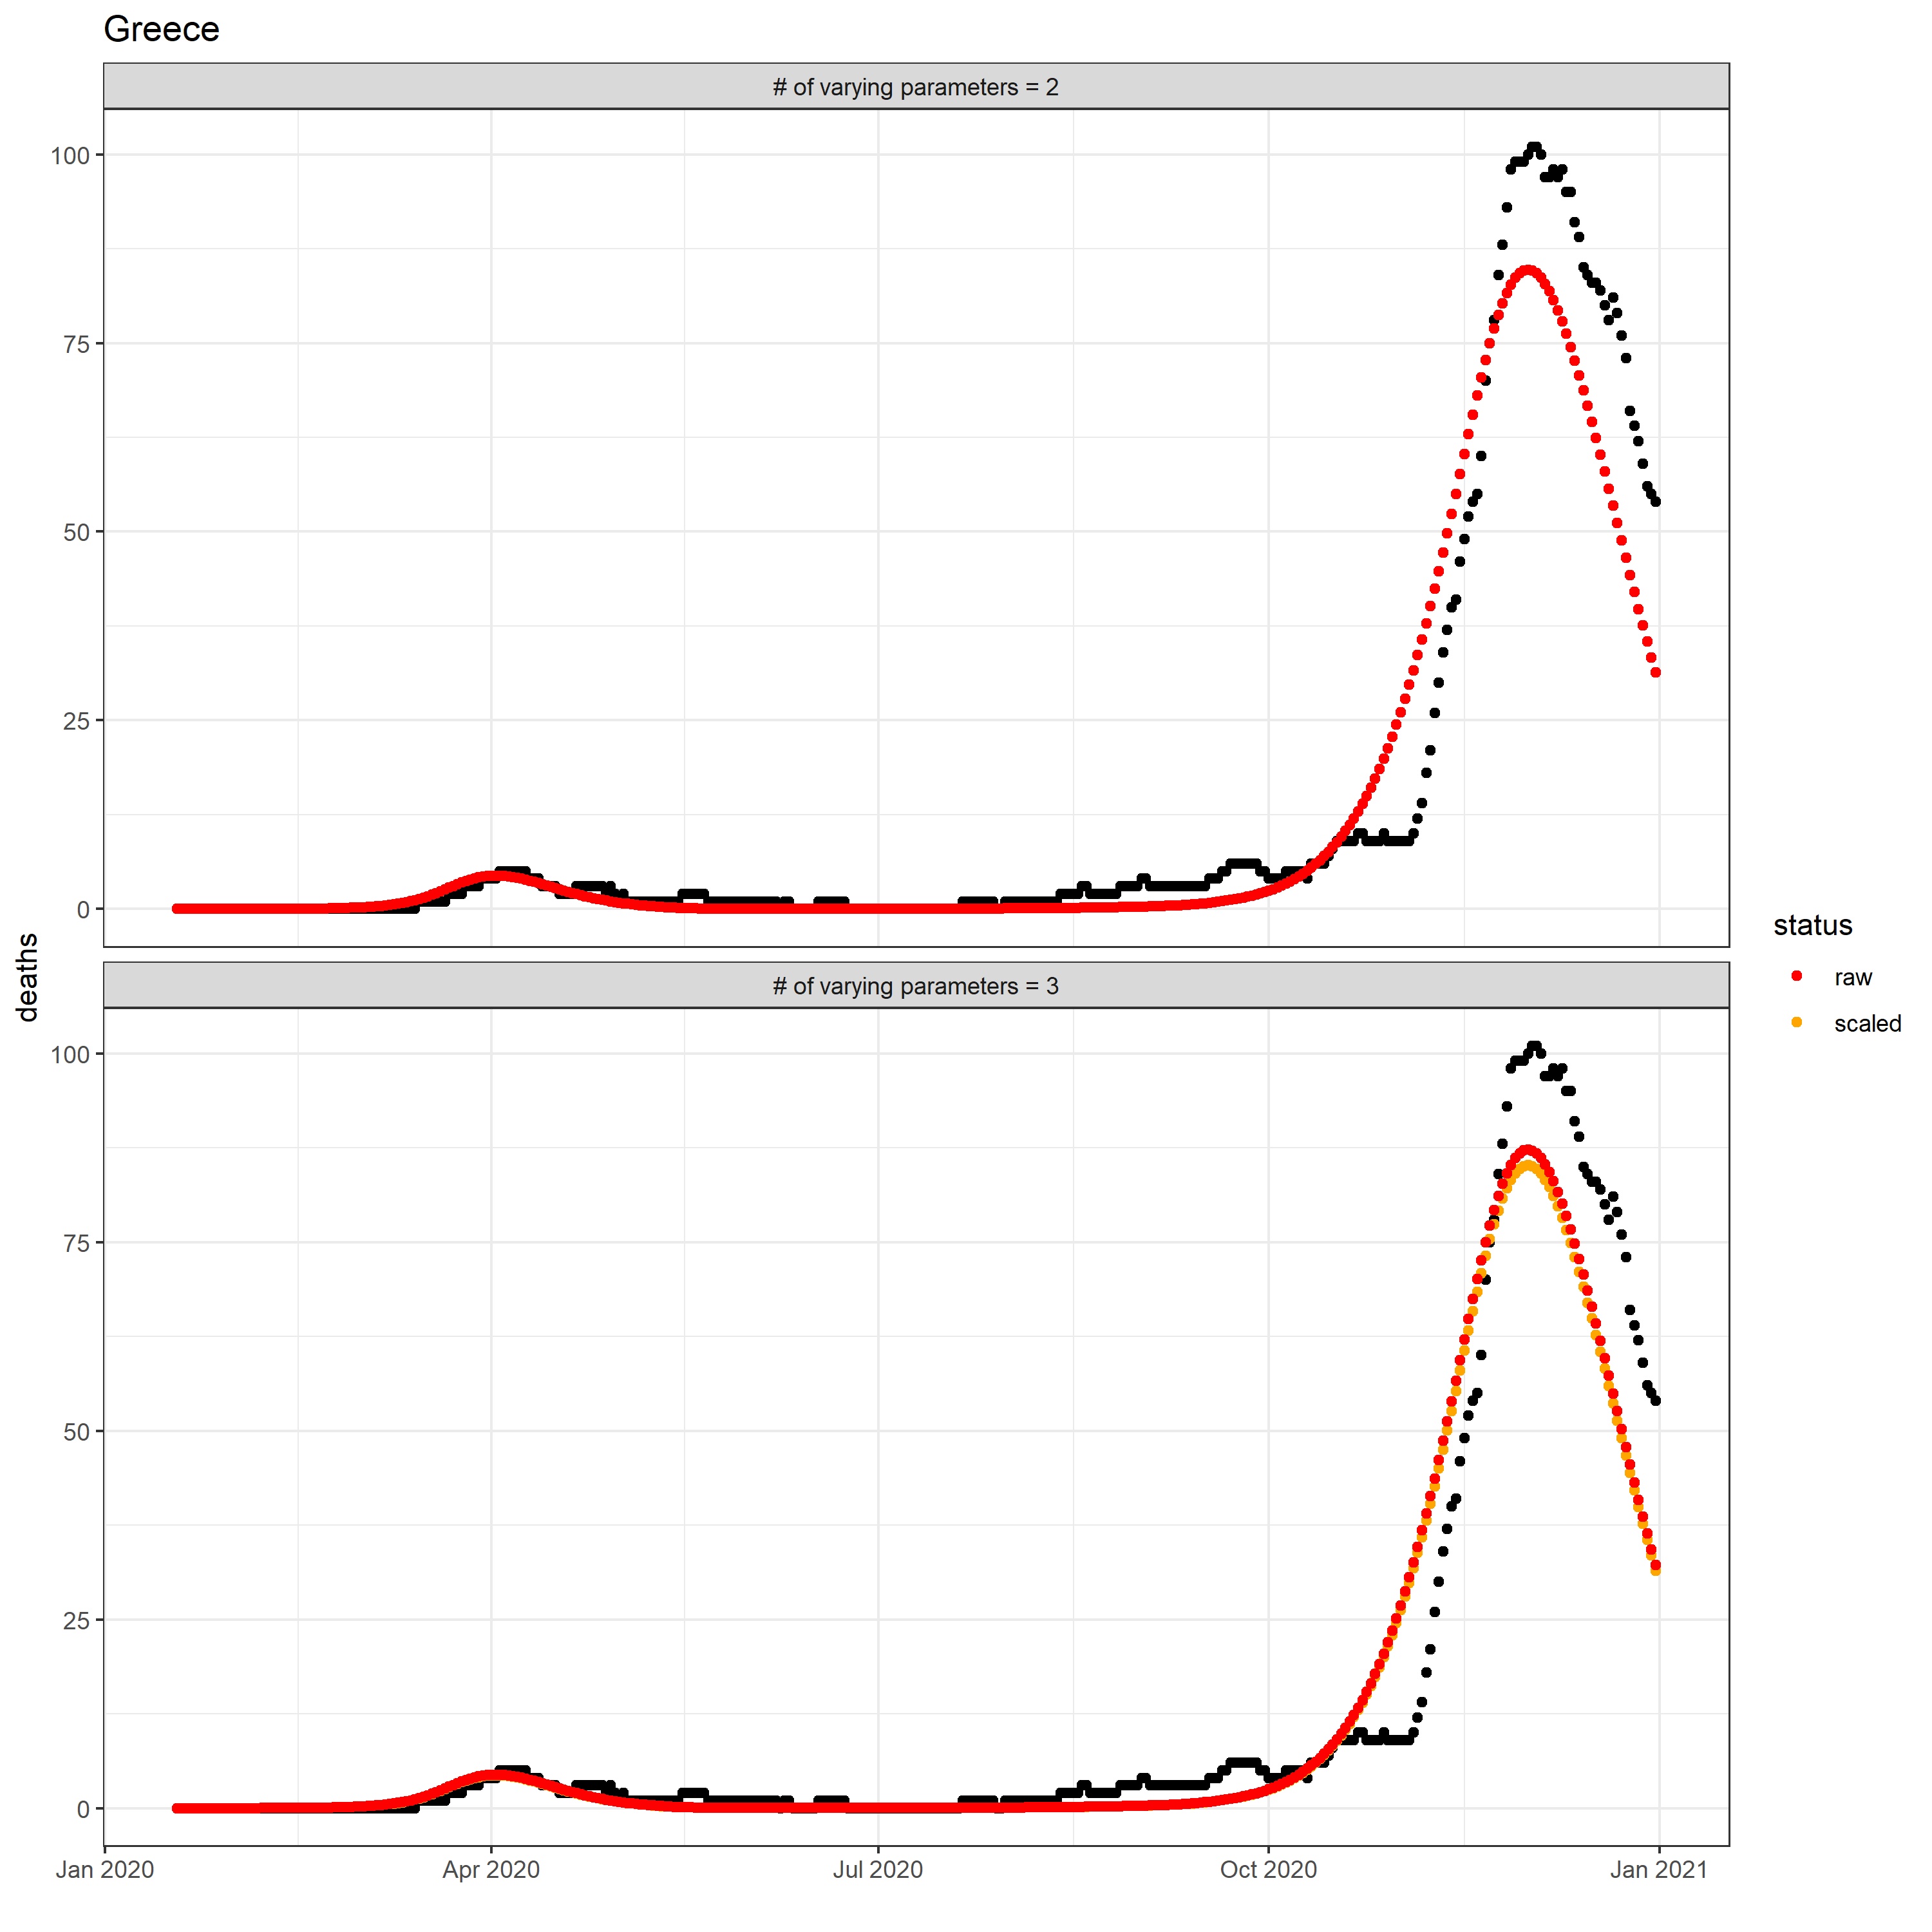 Greece
# of varying parameters = 2
100
75
50
25
0
deaths
# of varying parameters = 3
100
75
50
25
0
Jan 2020
Apr 2020
Jul 2020
Oct 2020
Jan 2021
status
raw
scaled